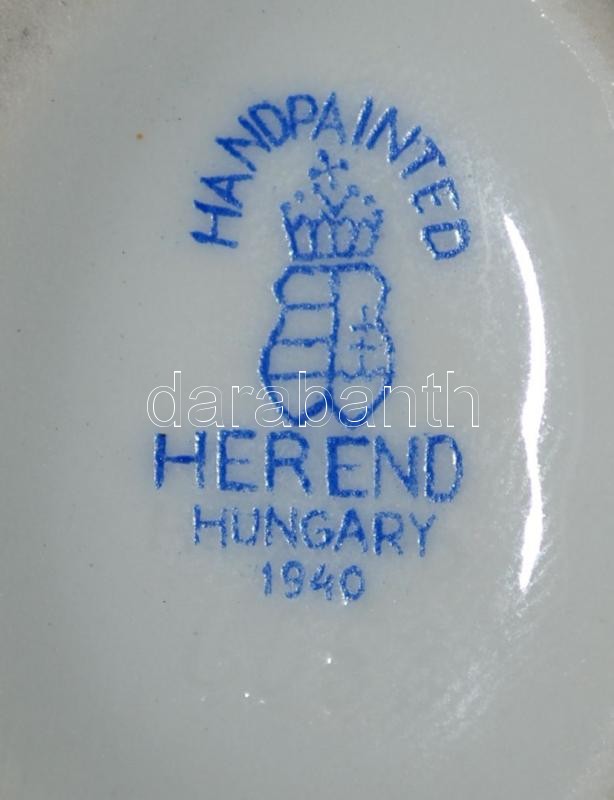 HANDPAINTED
darabanth
HEREND
HUNGARY
1940